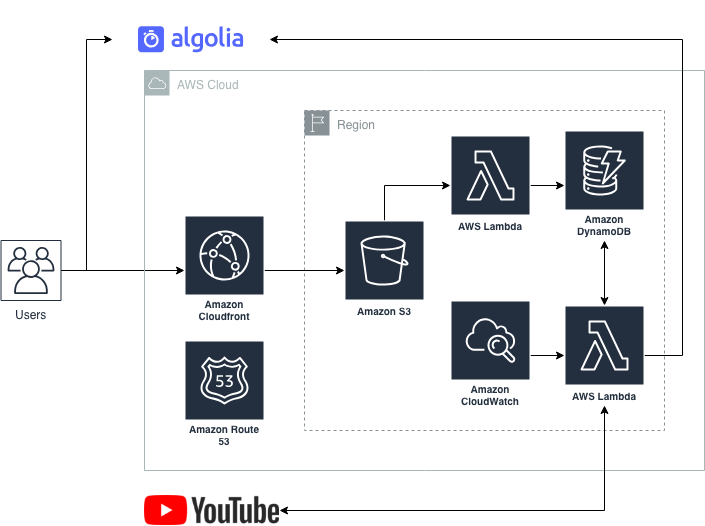 algolia
AWS Cloud
Region
AWS Lambda
Amazon
DynamoDB
Amazon
Cloudfront
Amazon S3
Users
Amazon
CloudWatch
AWS Lambda
53
Amazon Route
53
YouTube